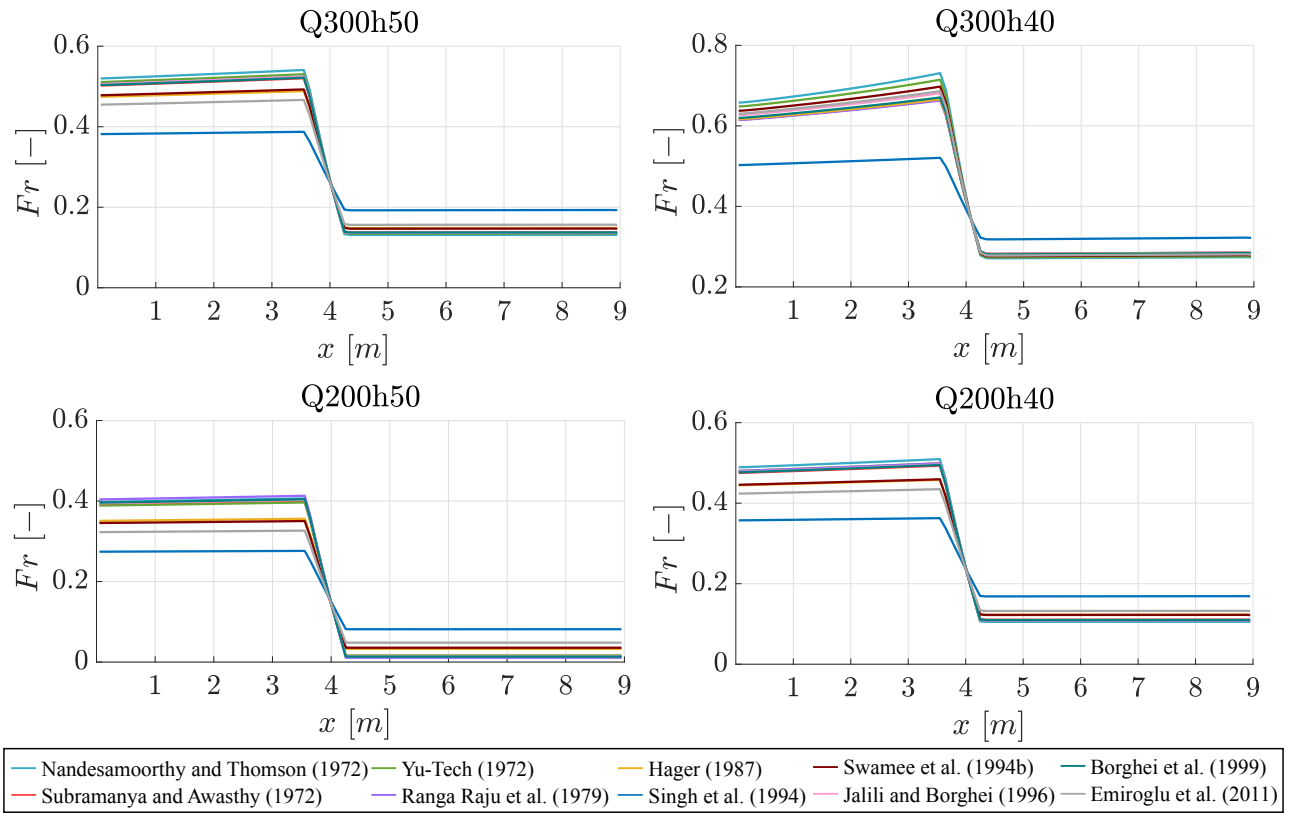 Q300h50
0.6
0.4
0.2
0
Fr [−]
1 2 3 4 5 6 7 8 9
x [m]
Q300h40
0.8
0.6
0.4
0.2
Fr [−]
1 2 3 4 5 6 7 8 9
x [m]
Q200h50
0.6
0.4
0.2
0
Fr [−]
1 2 3 4 5 6 7 8 9
x [m]
Q200h40
0.6
0.4
0.2
0
Fr [−]
1 2 3 4 5 6 7 8 9
x [m]
Nandesamoorthy and Thomson (1972) Yu-Tech (1972) Hager (1987) Swamee et al. (1994b) Borghei et al. (1999)
Subramanya and Awasthy (1972) Ranga Raju et al. (1979) Singh et al. (1994) Jalili and Borghei (1996) Emiroglu et al. (2011)